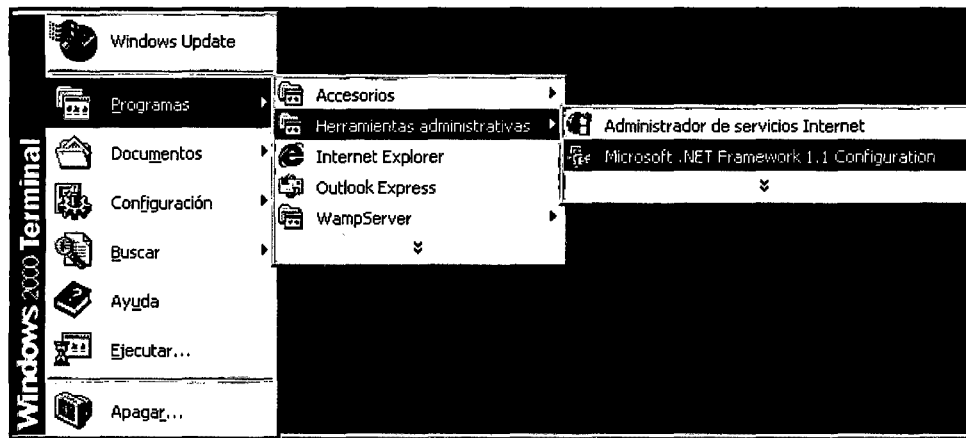 Windows 2000 Terminal
Windows Update
Programas
Documentos
Configuración
Buscar
Ayuda
Ejecutar...
Apagar...
Accesorios
Herramientas administrativas
Internet Explorer
Outlook Express
WampServer
Administrador de servicios Internet
Microsoft .NET Framework 1.1 Configuration